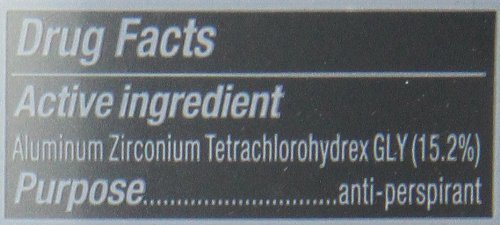 Drug Facts
Active ingredient
Aluminum Zirconium Tetrachlorohydrex GLY (15.2%)
Purpose.............................anti-perspirant